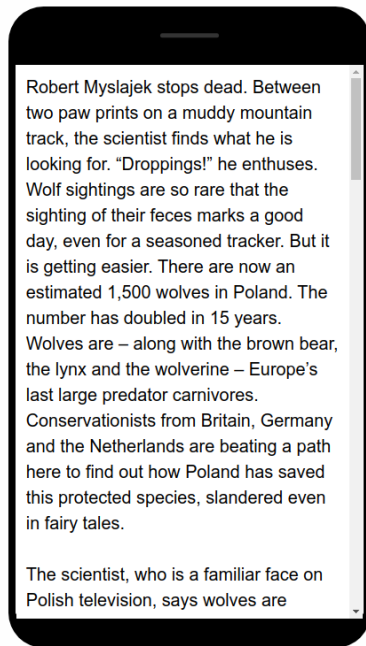 Robert Myslajek stops dead. Between
two paw prints on a muddy mountain
track, the scientist finds what he is
looking for. “Droppings!” he enthuses.
Wolf sightings are so rare that the
sighting of their feces marks a good
day, even for a seasoned tracker. But it
is getting easier. There are now an
estimated 1,500 wolves in Poland. The
number has doubled in 15 years.
Wolves are – along with the brown bear,
the lynx and the wolverine – Europe’s
last large predator carnivores.
Conservationists from Britain, Germany
and the Netherlands are beating a path
here to find out how Poland has saved
this protected species, slandered even
in fairy tales.

The scientist, who is a familiar face on
Polish television, says wolves are